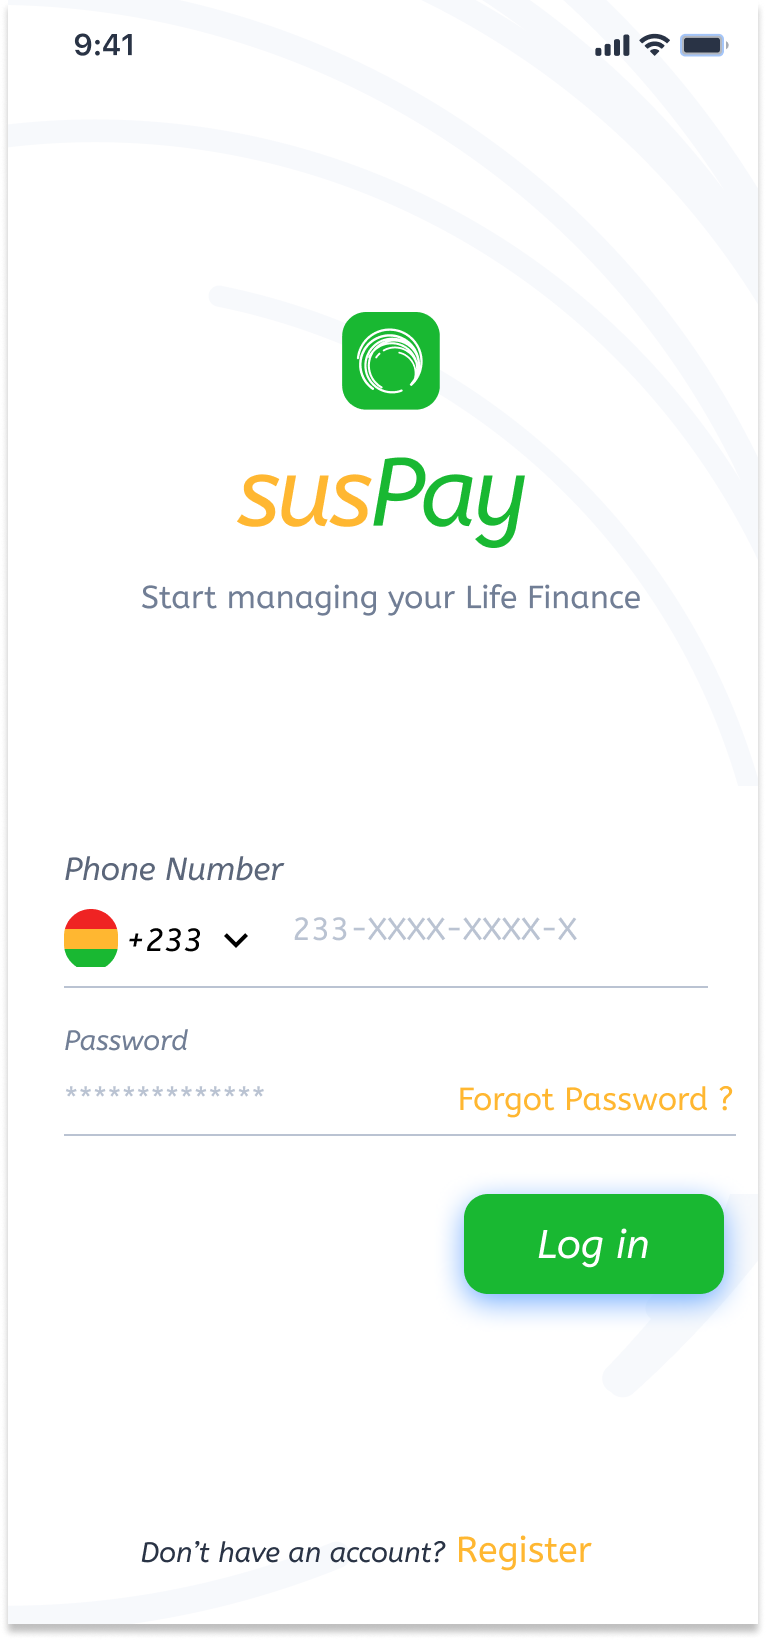 9:41
susPay
Start managing your Life Finance
Phone Number
+233 233-XXXX-XXXX-X
Password
************** Forgot Password ?
Log in
Don’t have an account? Register